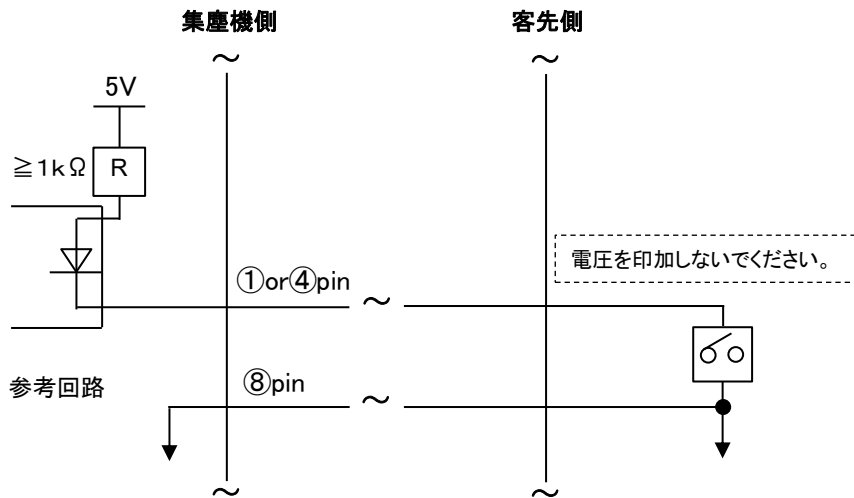 集塵機側
客先側
5V
≧1kΩ
R
電圧を印加しないでください。
①or④pin
参考回路
⑧pin